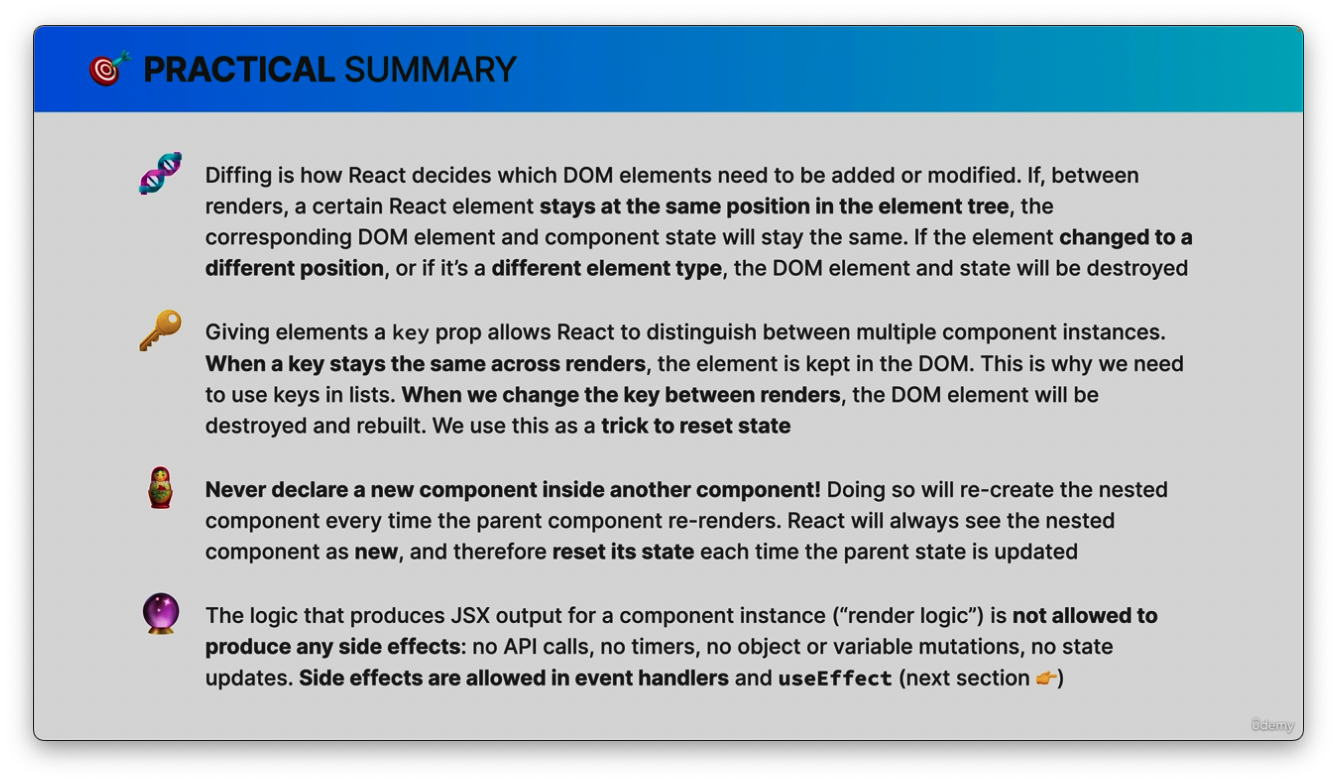 PRACTICAL SUMMARY
Diffing is how React decides which DOM elements need to be added or modified. If, between
renders, a certain React element stays at the same position in the element tree, the
corresponding DOM element and component state will stay the same. If the element changed to a
different position, or if it’s a different element type, the DOM element and state will be destroyed
Giving elements a key prop allows React to distinguish between multiple component instances.
When a key stays the same across renders, the element is kept in the DOM. This is why we need
to use keys in lists. When we change the key between renders, the DOM element will be
destroyed and rebuilt. We use this as a trick to reset state
Never declare a new component inside another component! Doing so will re-create the nested
component every time the parent component re-renders. React will always see the nested
component as new, and therefore reset its state each time the parent state is updated
The logic that produces JSX output for a component instance (“render logic”) is not allowed to
produce any side effects: no API calls, no timers, no object or variable mutations, no state
updates. Side effects are allowed in event handlers and useEffect (next section 👉)
ûdemy